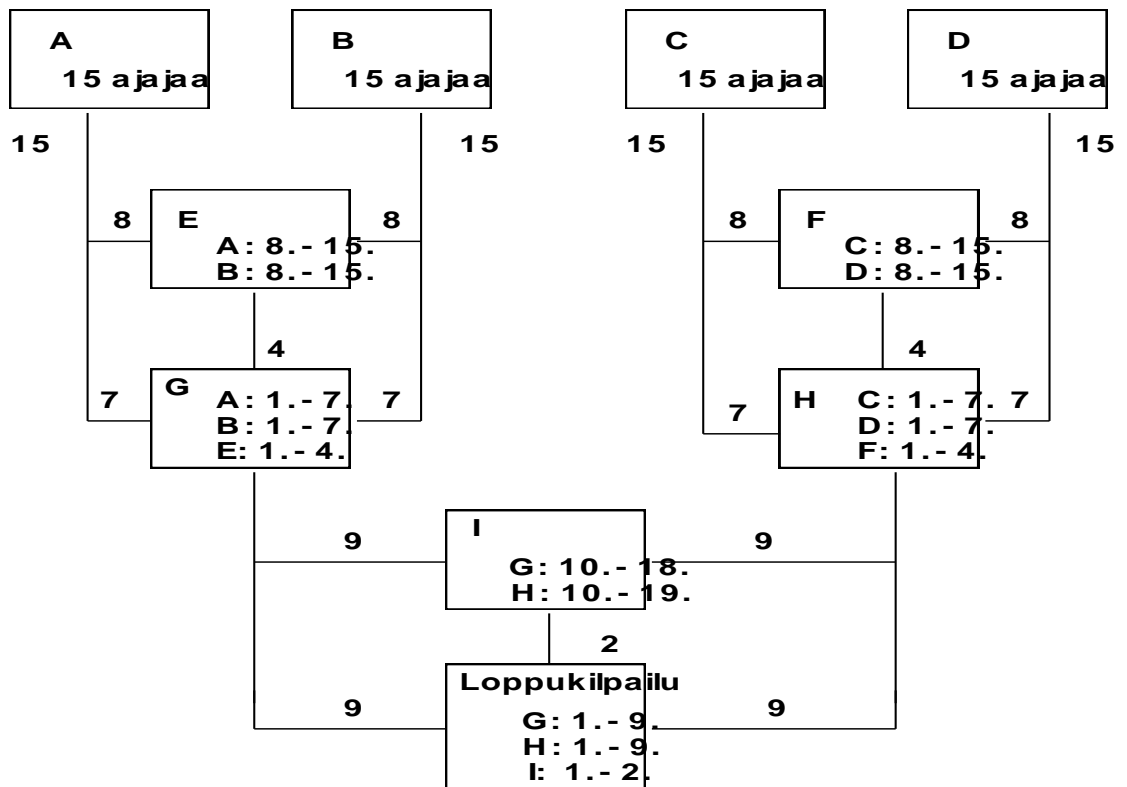 A
15 ajajaa
B
15 ajajaa
C
15 ajajaa
D
15 ajajaa
15
15
15
15
8
E
A: 8.- 15.
B: 8.- 15.
8
8
F
C: 8.- 15.
D: 8.- 15.
8
4
4
7
G
A: 1.- 7.
B: 1.- 7.
E: 1.- 4.
7
7
H
C: 1.- 7.
D: 1.- 7.
F: 1.- 4.
7
9
I
G: 10.- 18.
H: 10.- 19.
9
2
9
Loppukilpailu
G: 1.- 9.
H: 1.- 9.
I: 1.- 2.
9